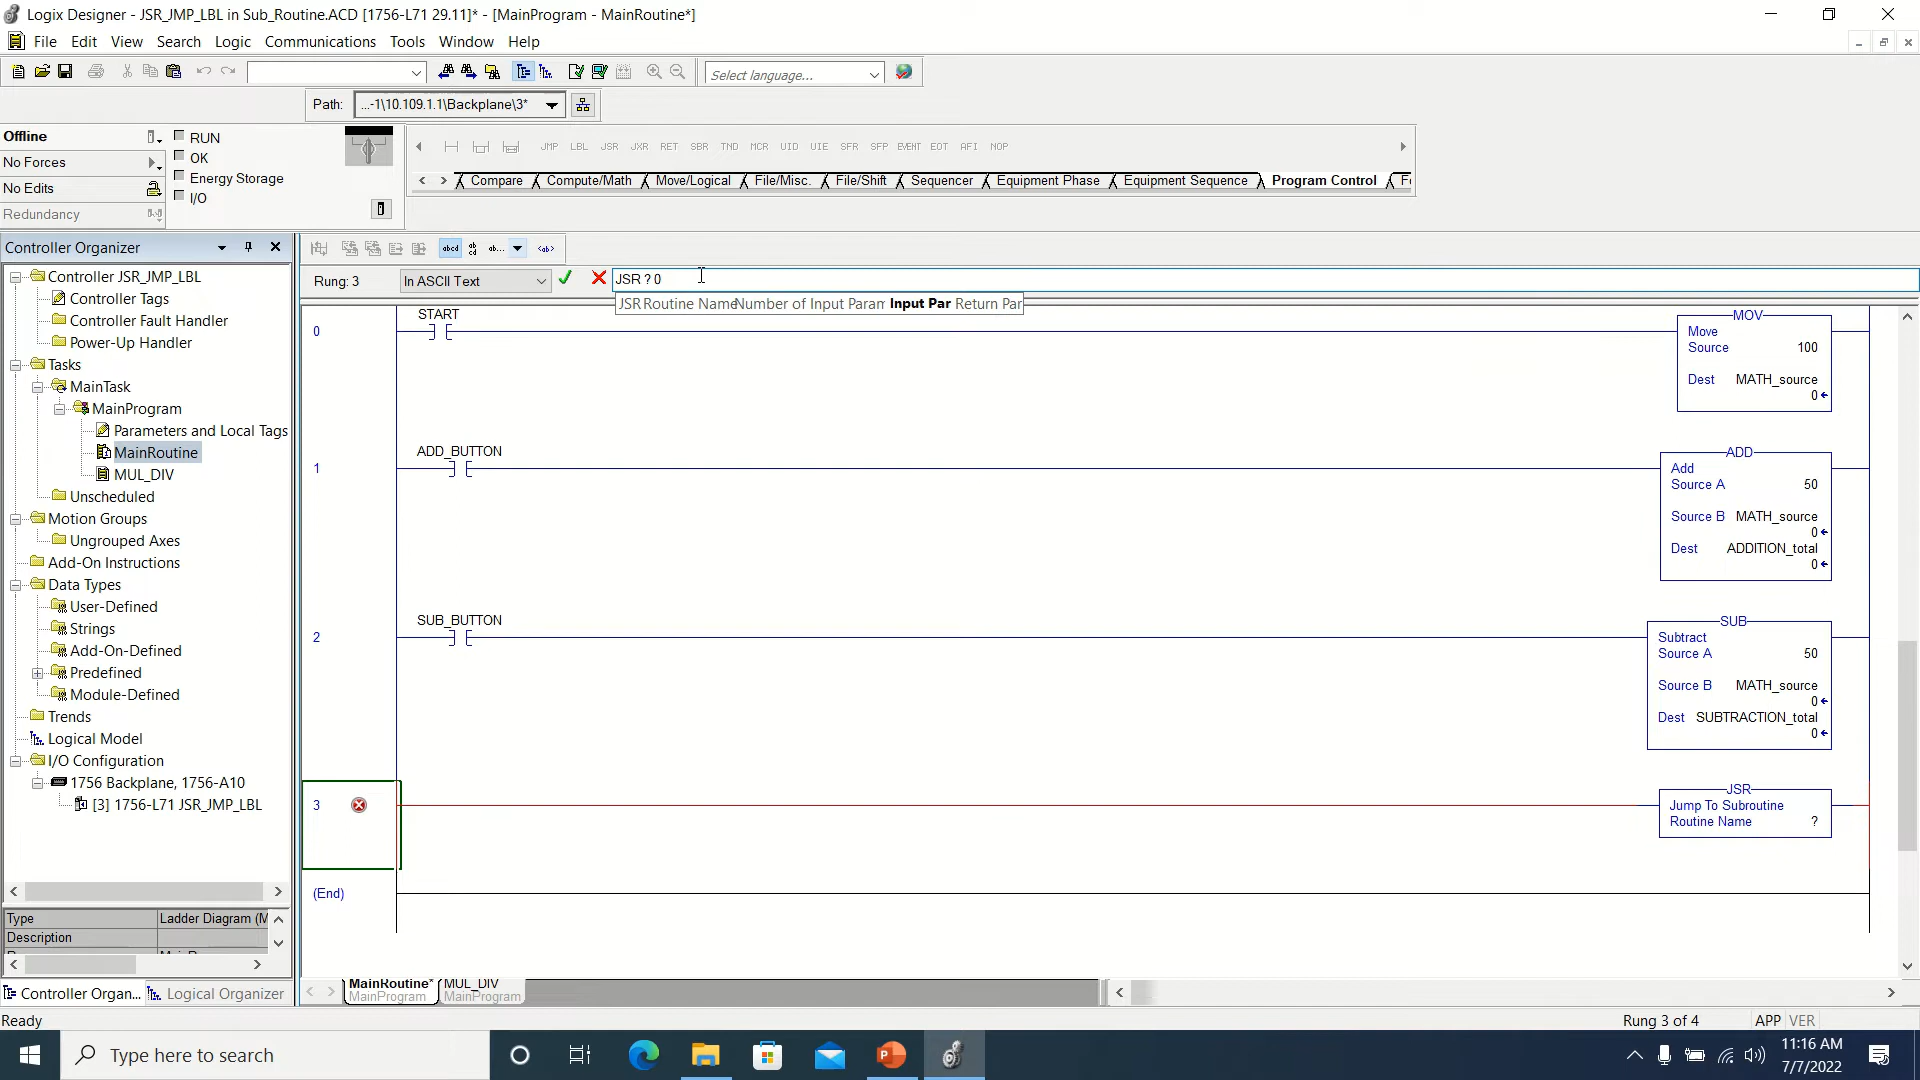 Logix Designer - JSR_JMP_LBL in Sub_Routine.ACD [1756-L71 29.11]* - [MainProgram - MainRoutine*]
File Edit View Search Logic Communications Tools Window Help
Select language...
Path: ...-1\10.109.1.1\Backplane\3*
Offline
No Forces
No Edits
Redundancy
RUN
OK
Energy Storage
I/O
JMP LBL JSR JXR RET SBR TND MCR UID UIE SFR SFP EVENT EOT AFI NOP
Compare Compute/Math Move/Logical File/Misc. File/Shift Sequencer Equipment Phase Equipment Sequence Program Control
Controller Organizer
Controller JSR_JMP_LBL
Controller Tags
Controller Fault Handler
Power-Up Handler
Tasks
MainTask
MainProgram
Parameters and Local Tags
MainRoutine
MUL_DIV
Unscheduled
Motion Groups
Ungrouped Axes
Add-On Instructions
Data Types
User-Defined
Strings
Add-On-Defined
Predefined
Module-Defined
Trends
Logical Model
I/O Configuration
1756 Backplane, 1756-A10
[3] 1756-L71 JSR_JMP_LBL
Type Ladder Diagram (M
Description
Controller Organ... Logical Organizer
abcd ab cd ab... <ab>
Rung: 3 In ASCII Text JSR ? 0
JSR Routine Name Number of Input Param Input Par Return Par
0
START
MOV
Move
Source 100
Dest MATH_source
0
1
ADD_BUTTON
ADD
Add
Source A 50
Source B MATH_source
0
Dest ADDITION_total
0
2
SUB_BUTTON
SUB
Subtract
Source A 50
Source B MATH_source
0
Dest SUBTRACTION_total
0
3
JSR
Jump To Subroutine
Routine Name ?
(End)
MainRoutine*
MainProgram
MUL_DIV
MainProgram
Ready
Rung 3 of 4 APP VER
Type here to search
11:16 AM
7/7/2022